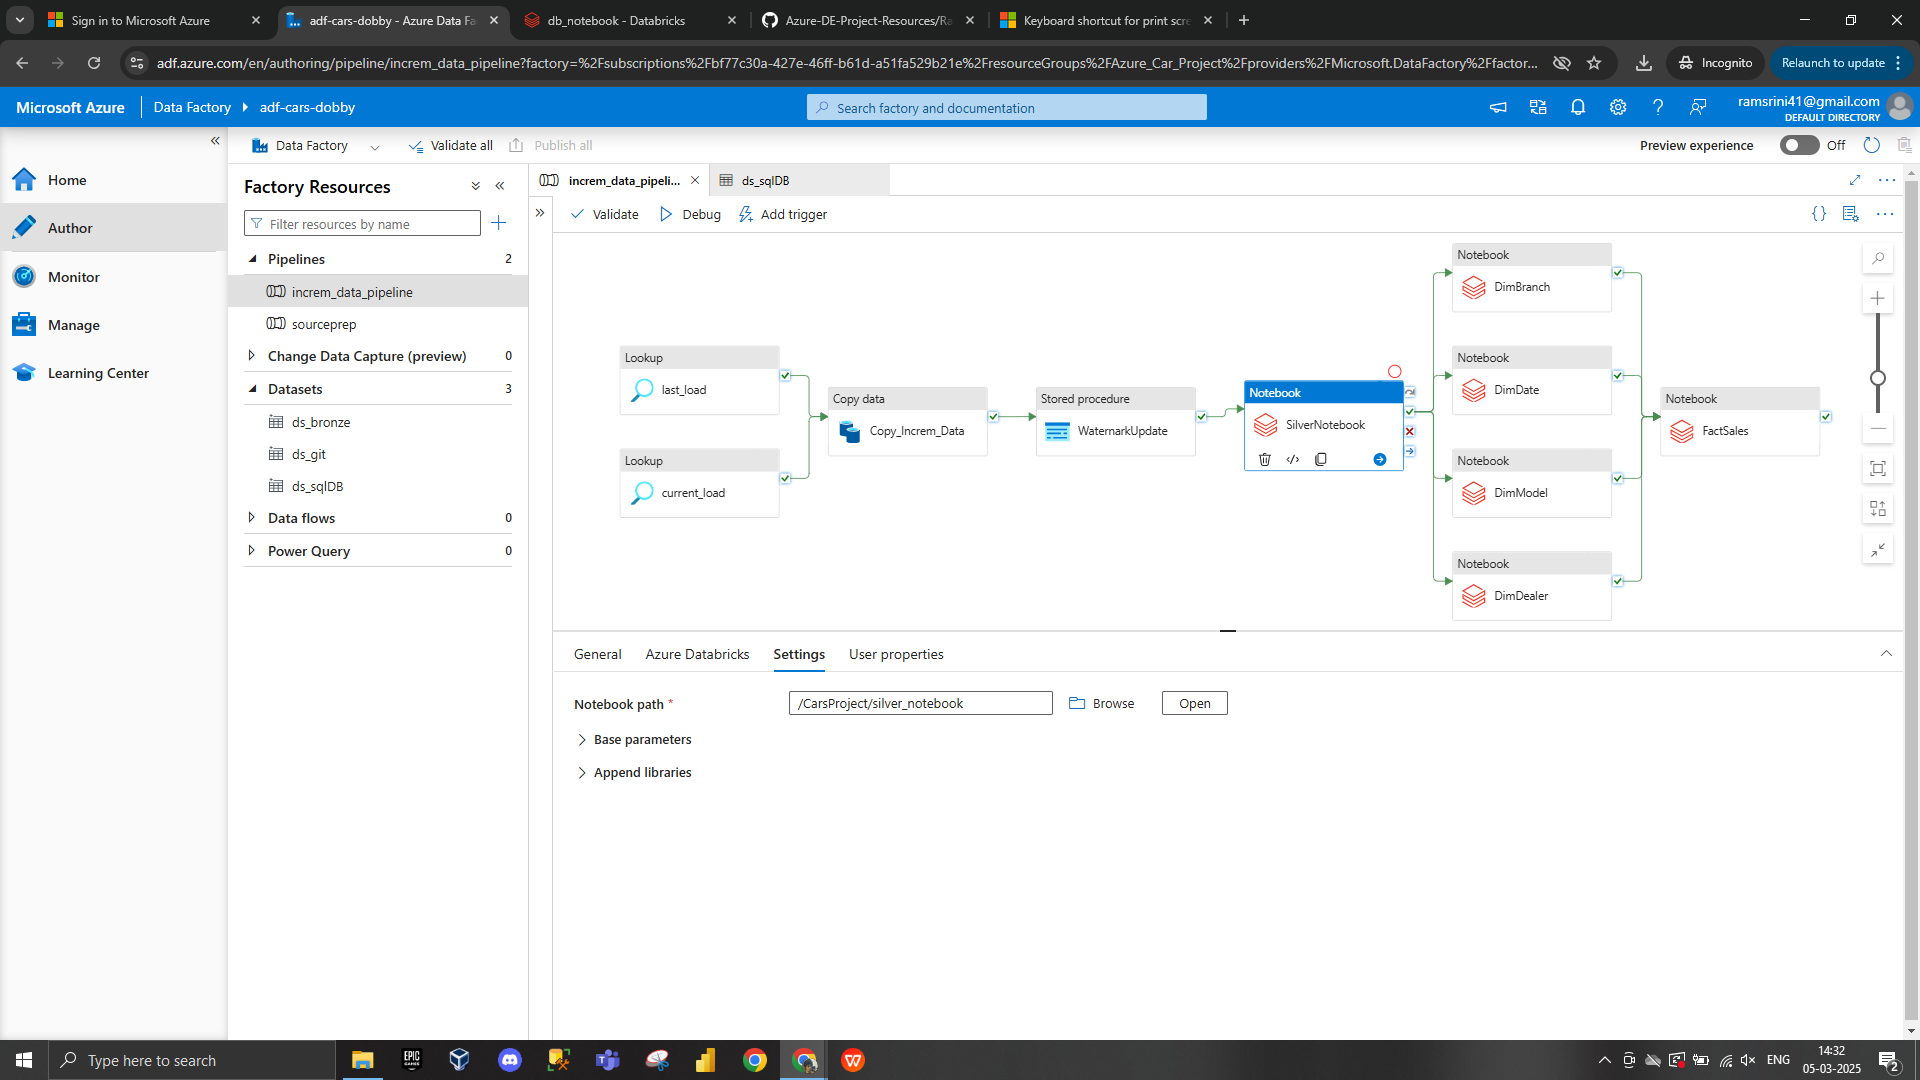 Sign in to Microsoft Azure
adf-cars-dobby - Azure Data Fa
db_notebook - Databricks
Azure-DE-Project-Resources/Ra
Keyboard shortcut for print scre
adf.azure.com/en/authoring/pipeline/increm_data_pipeline?factory=%2Fsubscriptions%2Fbf77c30a-427e-46ff-b61d-a51fa529b21e%2FresourceGroups%2FAzure_Car_Project%2Fproviders%2FMicrosoft.DataFactory%2Ffactor...
Incognito
Relaunch to update
Microsoft Azure
Data Factory
adf-cars-dobby
Search factory and documentation
ramsrini41@gmail.com
DEFAULT DIRECTORY
Home
Author
Monitor
Manage
Learning Center
Data Factory
Validate all
Publish all
Preview experience
Off
Factory Resources
Filter resources by name
Pipelines 2
increm_data_pipeline
sourceprep
Change Data Capture (preview) 0
Datasets 3
ds_bronze
ds_git
ds_sqlDB
Data flows 0
Power Query 0
increm_data_pipeli...
ds_sqlDB
Validate
Debug
Add trigger
Lookup
last_load
Lookup
current_load
Copy data
Copy_Increm_Data
Stored procedure
WaternarkUpdate
Notebook
SilverNotebook
Notebook
DimBranch
Notebook
DimDate
Notebook
DimModel
Notebook
DimDealer
Notebook
FactSales
General
Azure Databricks
Settings
User properties
Notebook path *
/CarsProject/silver_notebook
Browse
Open
Base parameters
Append libraries
Type here to search
EPIC GAMES
ENG
14:32
05-03-2025
2